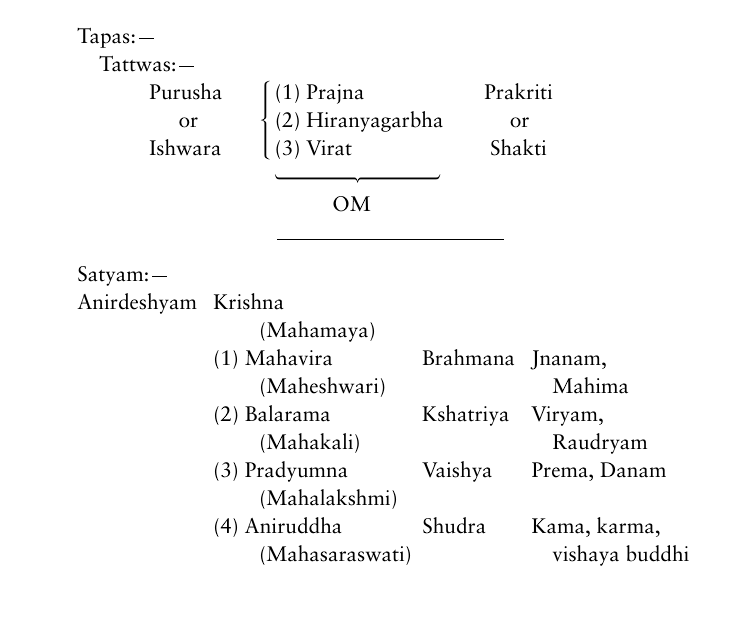 Tapas:—
Tattwas:—
Purusha (1) Prajna Prakriti
or (2) Hiranyagarbha or
Ishwara (3) Virat Shakti
OM
Satyam:—
Anirdeshyam Krishna
(Mahamaya)
(1) Mahavira Brahmana Jnanam,
(Maheshwari) Mahima
(2) Balarama Kshatriya Viryam,
(Mahakali) Raudryam
(3) Pradyumna Vaishya Prema, Danam
(Mahalakshmi)
(4) Aniruddha Shudra Kama, karma,
(Mahasaraswati) vishaya buddhi